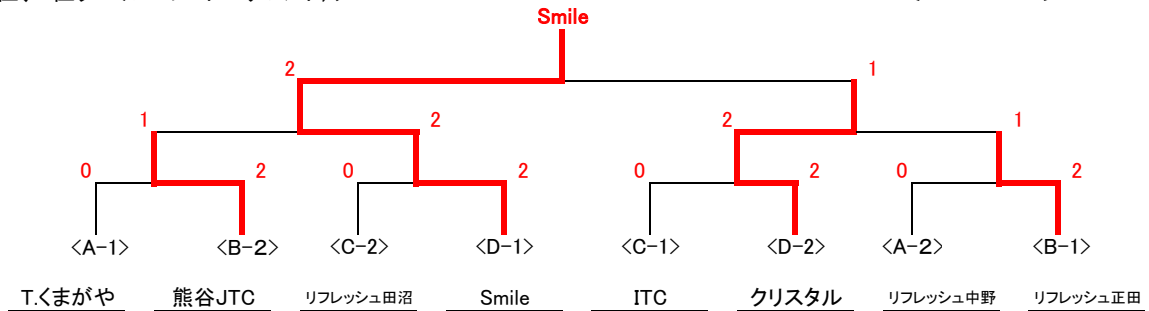 Smile
2 1
1 2 2 1
0 2 0 2 0 2 0 2
<A-1> <B-2> <C-2> <D-1> <C-1> <D-2> <A-2> <B-1>
T.くまがや 熊谷JTC リフレッシュ田沼 Smile ITC クリスタル リフレッシュ中野 リフレッシュ正田